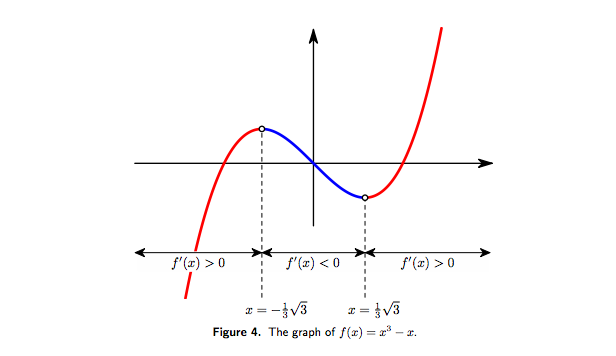 f′(x) > 0 f′(x) < 0 f′(x) > 0
x = −⅓√3 x = ⅓√3
Figure 4. The graph of f(x) = x³ − x.